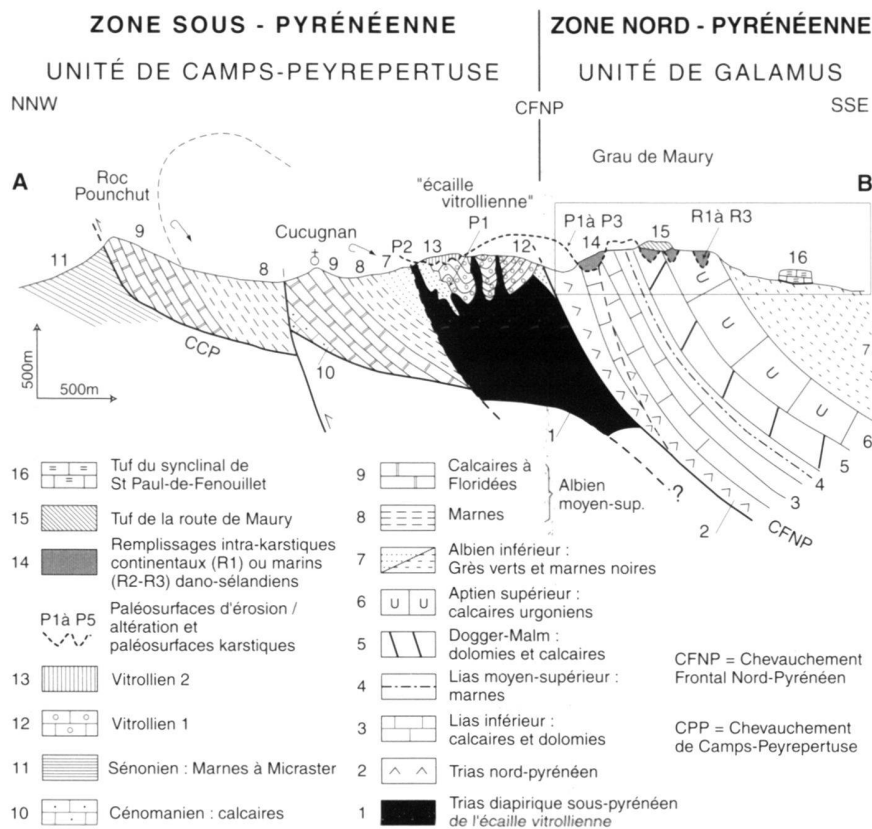 ZONE SOUS - PYRÉNÉENNE
ZONE NORD - PYRÉNÉENNE
UNITÉ DE CAMPS-PEYREPERTUSE
UNITÉ DE GALAMUS
NNW
CFNP
SSE
Grau de Maury
A
B
Roc
Pounchut
"écaille
vitrollienne"
Cucugnan
P1
P1à P3
R1à R3
9
P2
13
12
14
15
16
11
8
9
8
7
U
CCP
10
U
7
500m
500m
1
U
6
5
4
3
?
2
CFNP
16
Tuf du synclinal de
St Paul-de-Fenouillet
15
Tuf de la route de Maury
14
Remplissages intra-karstiques
continentaux (R1) ou marins
(R2-R3) dano-sélandiens
P1à P5
Paléosurfaces d'érosion /
altération et
paléosurfaces karstiques
13
Vitrollien 2
12
Vitrollien 1
11
Sénonien : Marnes à Micraster
10
Cénomanien : calcaires
9
Calcaires à
Floridées
8
Marnes
Albien
moyen-sup.
7
Albien inférieur :
Grès verts et marnes noires
6
U U
Aptien supérieur :
calcaires urgoniens
5
Dogger-Malm :
dolomies et calcaires
4
Lias moyen-supérieur :
marnes
3
Lias inférieur :
calcaires et dolomies
2
Trias nord-pyrénéen
1
Trias diapirique sous-pyrénéen
de l'écaille vitrollienne
CFNP = Chevauchement
Frontal Nord-Pyrénéen
CPP = Chevauchement
de Camps-Peyrepertuse